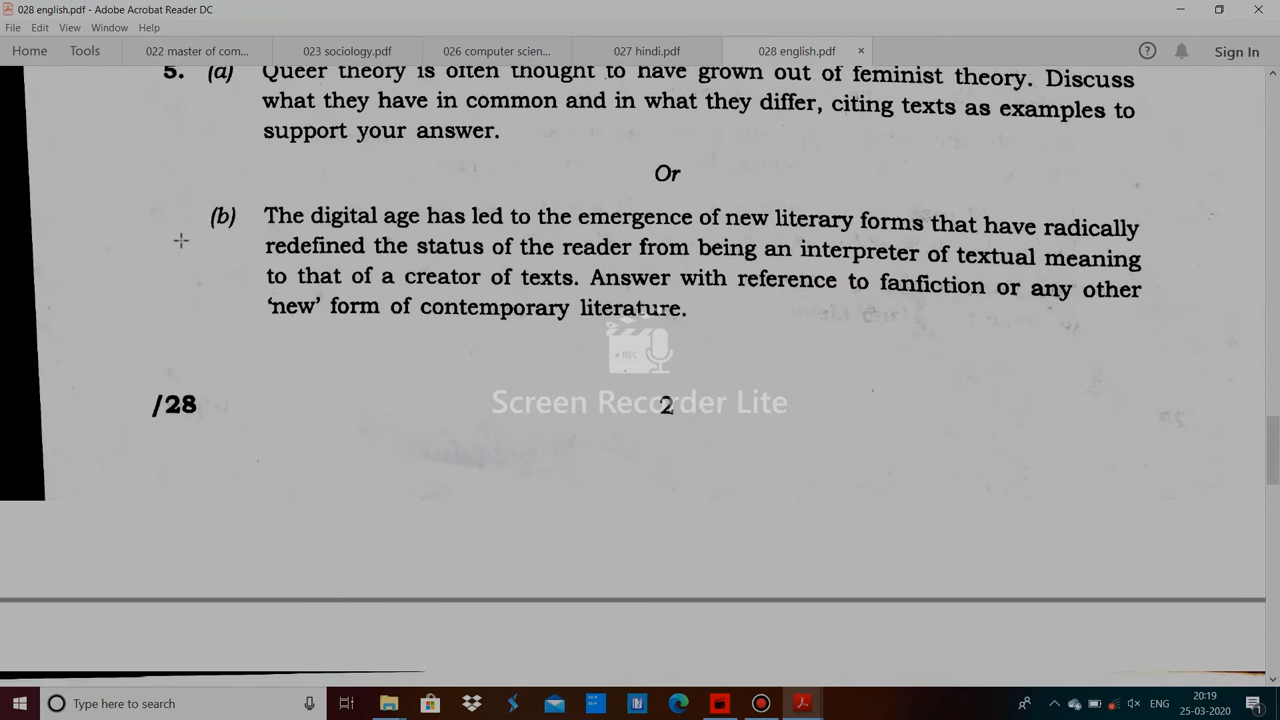 028 english.pdf - Adobe Acrobat Reader DC
File Edit View Window Help
Home Tools 022 master of com... 023 sociology.pdf 026 computer scien... 027 hindi.pdf 028 english.pdf × Sign In
5. (a) Queer theory is often thought to have grown out of feminist theory. Discuss
what they have in common and in what they differ, citing texts as examples to
support your answer.
Or
(b) The digital age has led to the emergence of new literary forms that have radically
redefined the status of the reader from being an interpreter of textual meaning
to that of a creator of texts. Answer with reference to fanfiction or any other
‘new’ form of contemporary literature.
REC
Screen Recorder Lite
/28 2
Type here to search ENG 20:19
25-03-2020